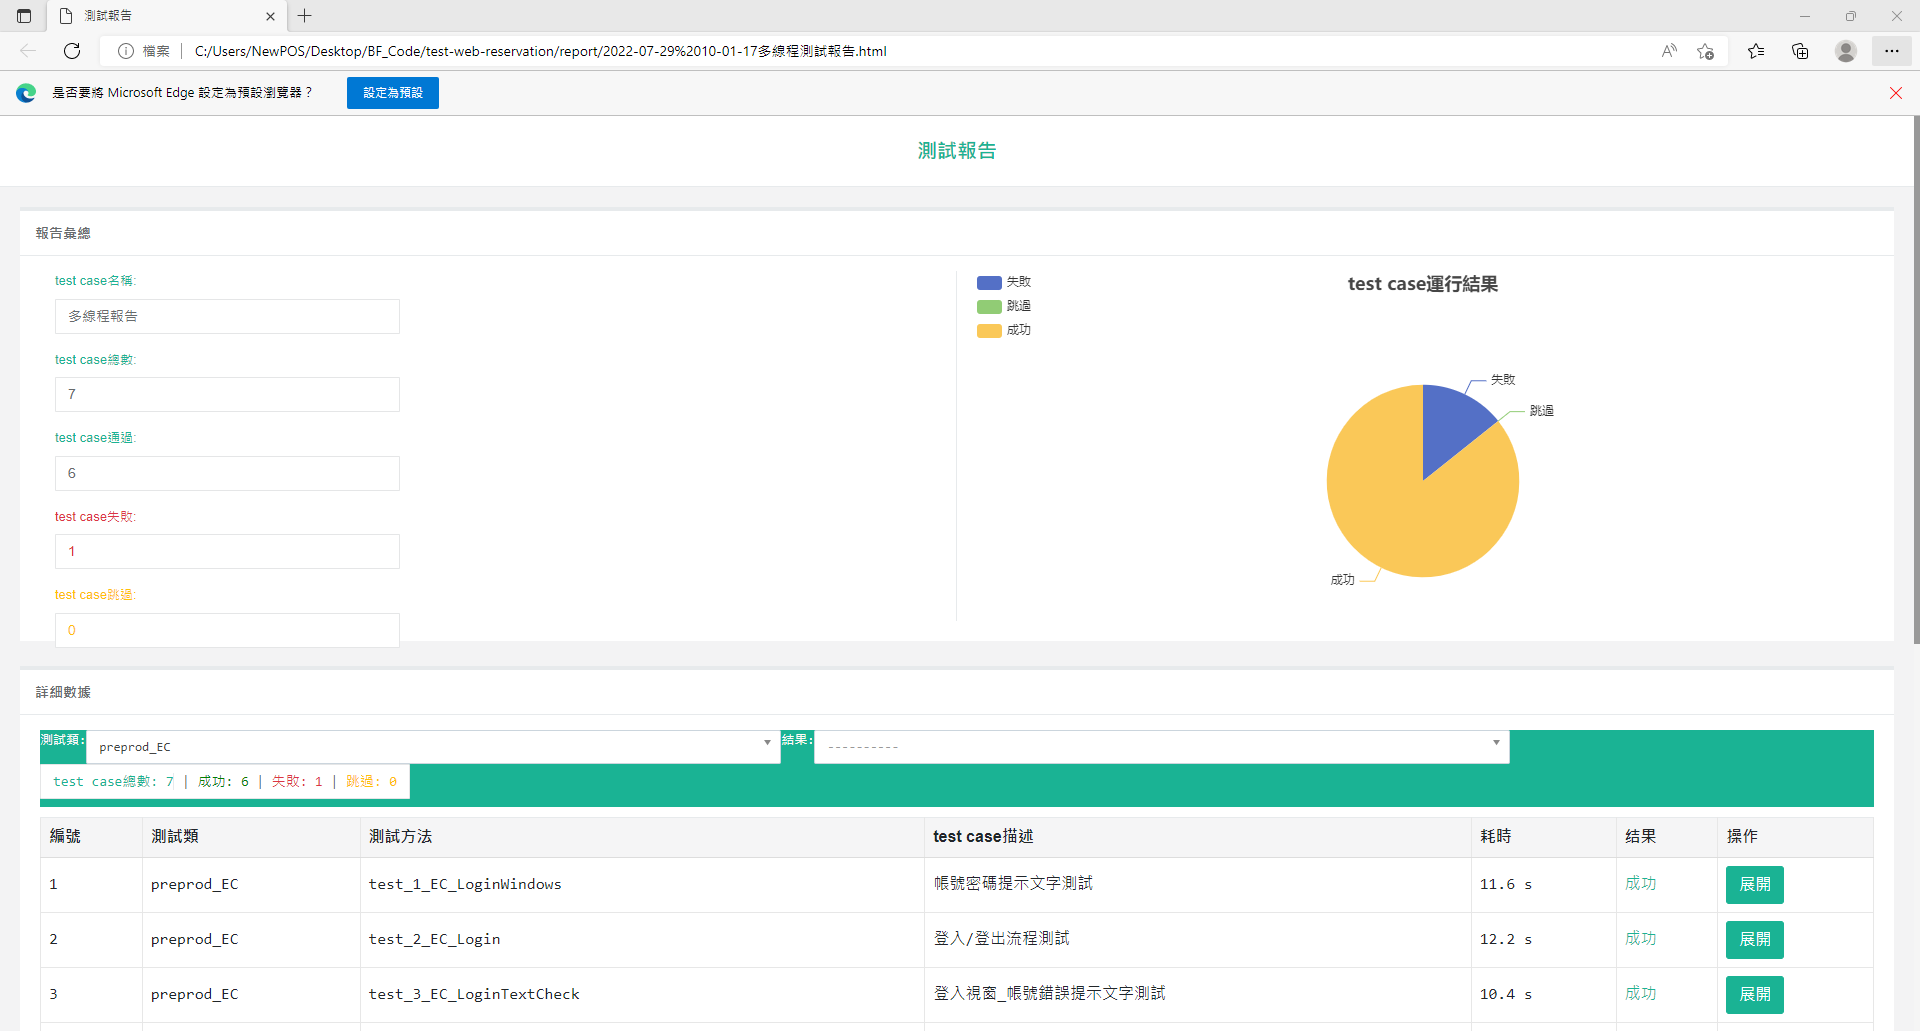 測試報告
檔案
C:/Users/NewPOS/Desktop/BF_Code/test-web-reservation/report/2022-07-29%2010-01-17多線程測試報告.html
是否要將 Microsoft Edge 設定為預設瀏覽器？
設定為預設
測試報告
報告彙總
test case名稱:
多線程報告
test case總數:
7
test case通過:
6
test case失敗:
1
test case跳過:
0
失敗
跳過
成功
test case運行結果
失敗
跳過
成功
詳細數據
測試類: preprod_EC 結果: ----------
test case總數: 7 | 成功: 6 | 失敗: 1 | 跳過: 0
編號 測試類 測試方法 test case描述 耗時 结果 操作
1 preprod_EC test_1_EC_LoginWindows 帳號密碼提示文字測試 11.6 s 成功 展開
2 preprod_EC test_2_EC_Login 登入/登出流程測試 12.2 s 成功 展開
3 preprod_EC test_3_EC_LoginTextCheck 登入視窗_帳號錯誤提示文字測試 10.4 s 成功 展開